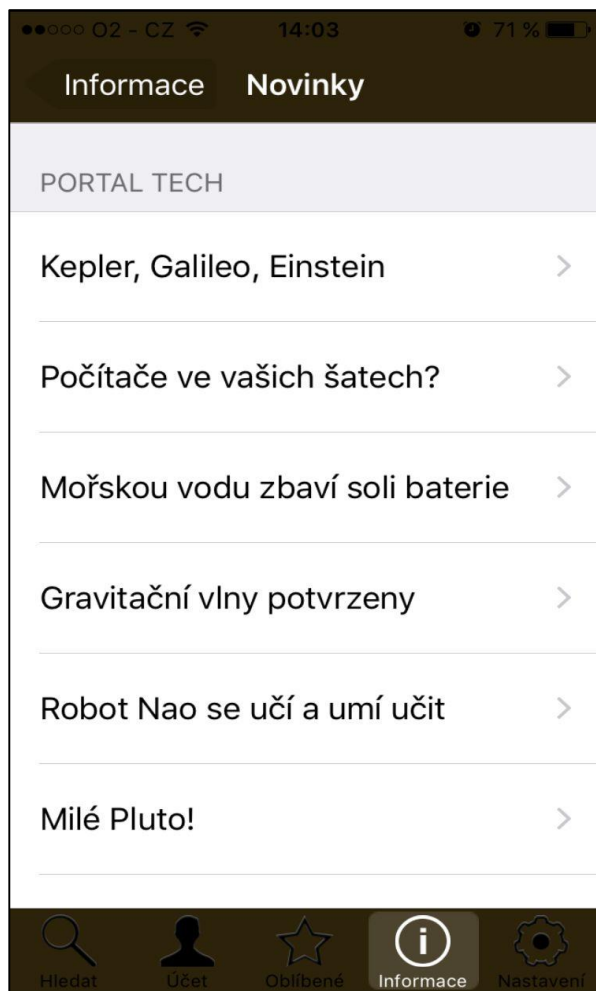 ●●○○○ O2 - CZ 14:03 71 %
Informace Novinky
PORTAL TECH
Kepler, Galileo, Einstein
Počítače ve vašich šatech?
Mořskou vodu zbaví soli baterie
Gravitační vlny potvrzeny
Robot Nao se učí a umí učit
Milé Pluto!
Hledat Účet Oblíbené Informace Nastavení